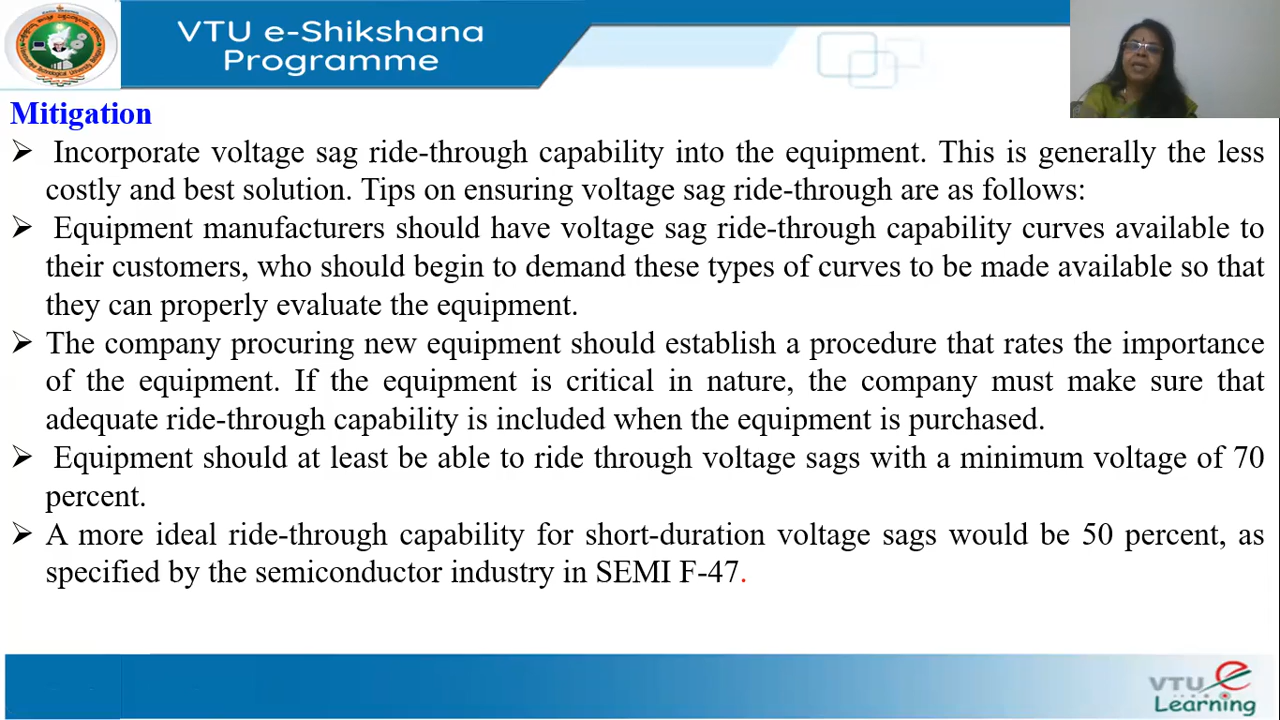 VTU e-Shikshana
Programme
Mitigation
➢ Incorporate voltage sag ride-through capability into the equipment. This is generally the less
costly and best solution. Tips on ensuring voltage sag ride-through are as follows:
➢ Equipment manufacturers should have voltage sag ride-through capability curves available to
their customers, who should begin to demand these types of curves to be made available so that
they can properly evaluate the equipment.
➢ The company procuring new equipment should establish a procedure that rates the importance
of the equipment. If the equipment is critical in nature, the company must make sure that
adequate ride-through capability is included when the equipment is purchased.
➢ Equipment should at least be able to ride through voltage sags with a minimum voltage of 70
percent.
➢ A more ideal ride-through capability for short-duration voltage sags would be 50 percent, as
specified by the semiconductor industry in SEMI F-47.
VTU e
Learning